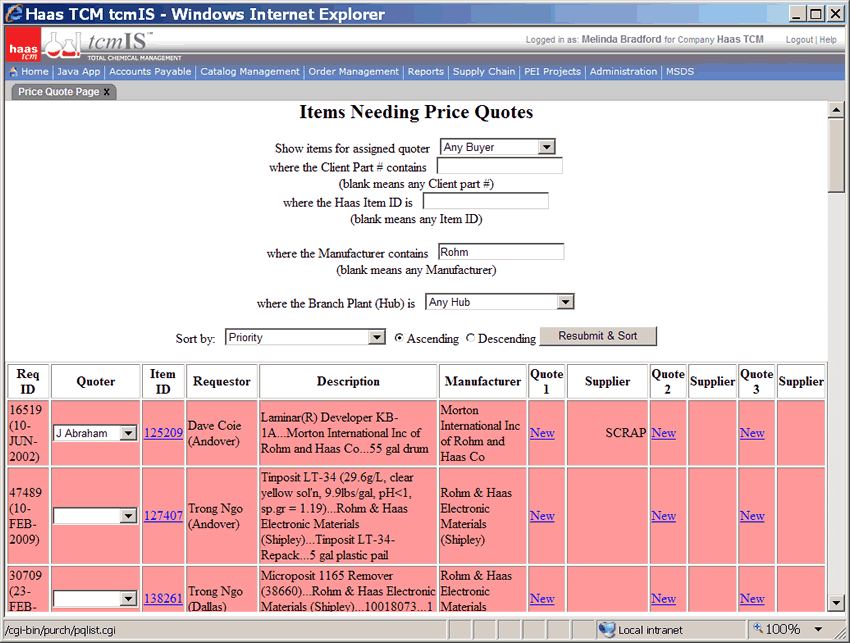 Haas TCM tcmIS - Windows Internet Explorer
haas tcm
tcmIS™
TOTAL CHEMICAL MANAGEMENT
Logged in as: Melinda Bradford for Company Haas TCM
Logout | Help
Home | Java App | Accounts Payable | Catalog Management | Order Management | Reports | Supply Chain | PEI Projects | Administration | MSDS
Price Quote Page x
Items Needing Price Quotes
Show items for assigned quoter Any Buyer
where the Client Part # contains
(blank means any Client part #)
where the Haas Item ID is
(blank means any Item ID)
where the Manufacturer contains Rohm
(blank means any Manufacturer)
where the Branch Plant (Hub) is Any Hub
Sort by: Priority Ascending Descending Resubmit & Sort
Req ID Quoter Item ID Requestor Description Manufacturer Quote 1 Supplier Quote 2 Supplier Quote 3 Supplier
16519 (10-JUN-2002) J Abraham 125209 Dave Coie (Andover) Laminar(R) Developer KB-1A...Morton International Inc of Rohm and Haas Co...55 gal drum Morton International Inc of Rohm and Haas Co New SCRAP New New
47489 (10-FEB-2009) 127407 Trong Ngo (Andover) Tinposit LT-34 (29.6g/L, clear yellow sol'n, 9.9lbs/gal, pH<1, sp.gr = 1.19)...Rohm & Haas Electronic Materials (Shipley)...Tinposit LT-34-Repack...5 gal plastic pail Rohm & Haas Electronic Materials (Shipley) New New New
30709 (23-FEB- 138261 Trong Ngo (Dallas) Microposit 1165 Remover (38660)...Rohm & Haas Electronic Materials (Shipley)...10018073...1 Rohm & Haas Electronic Materials New New New
/cgi-bin/purch/pqlist.cgi
Local intranet
100%